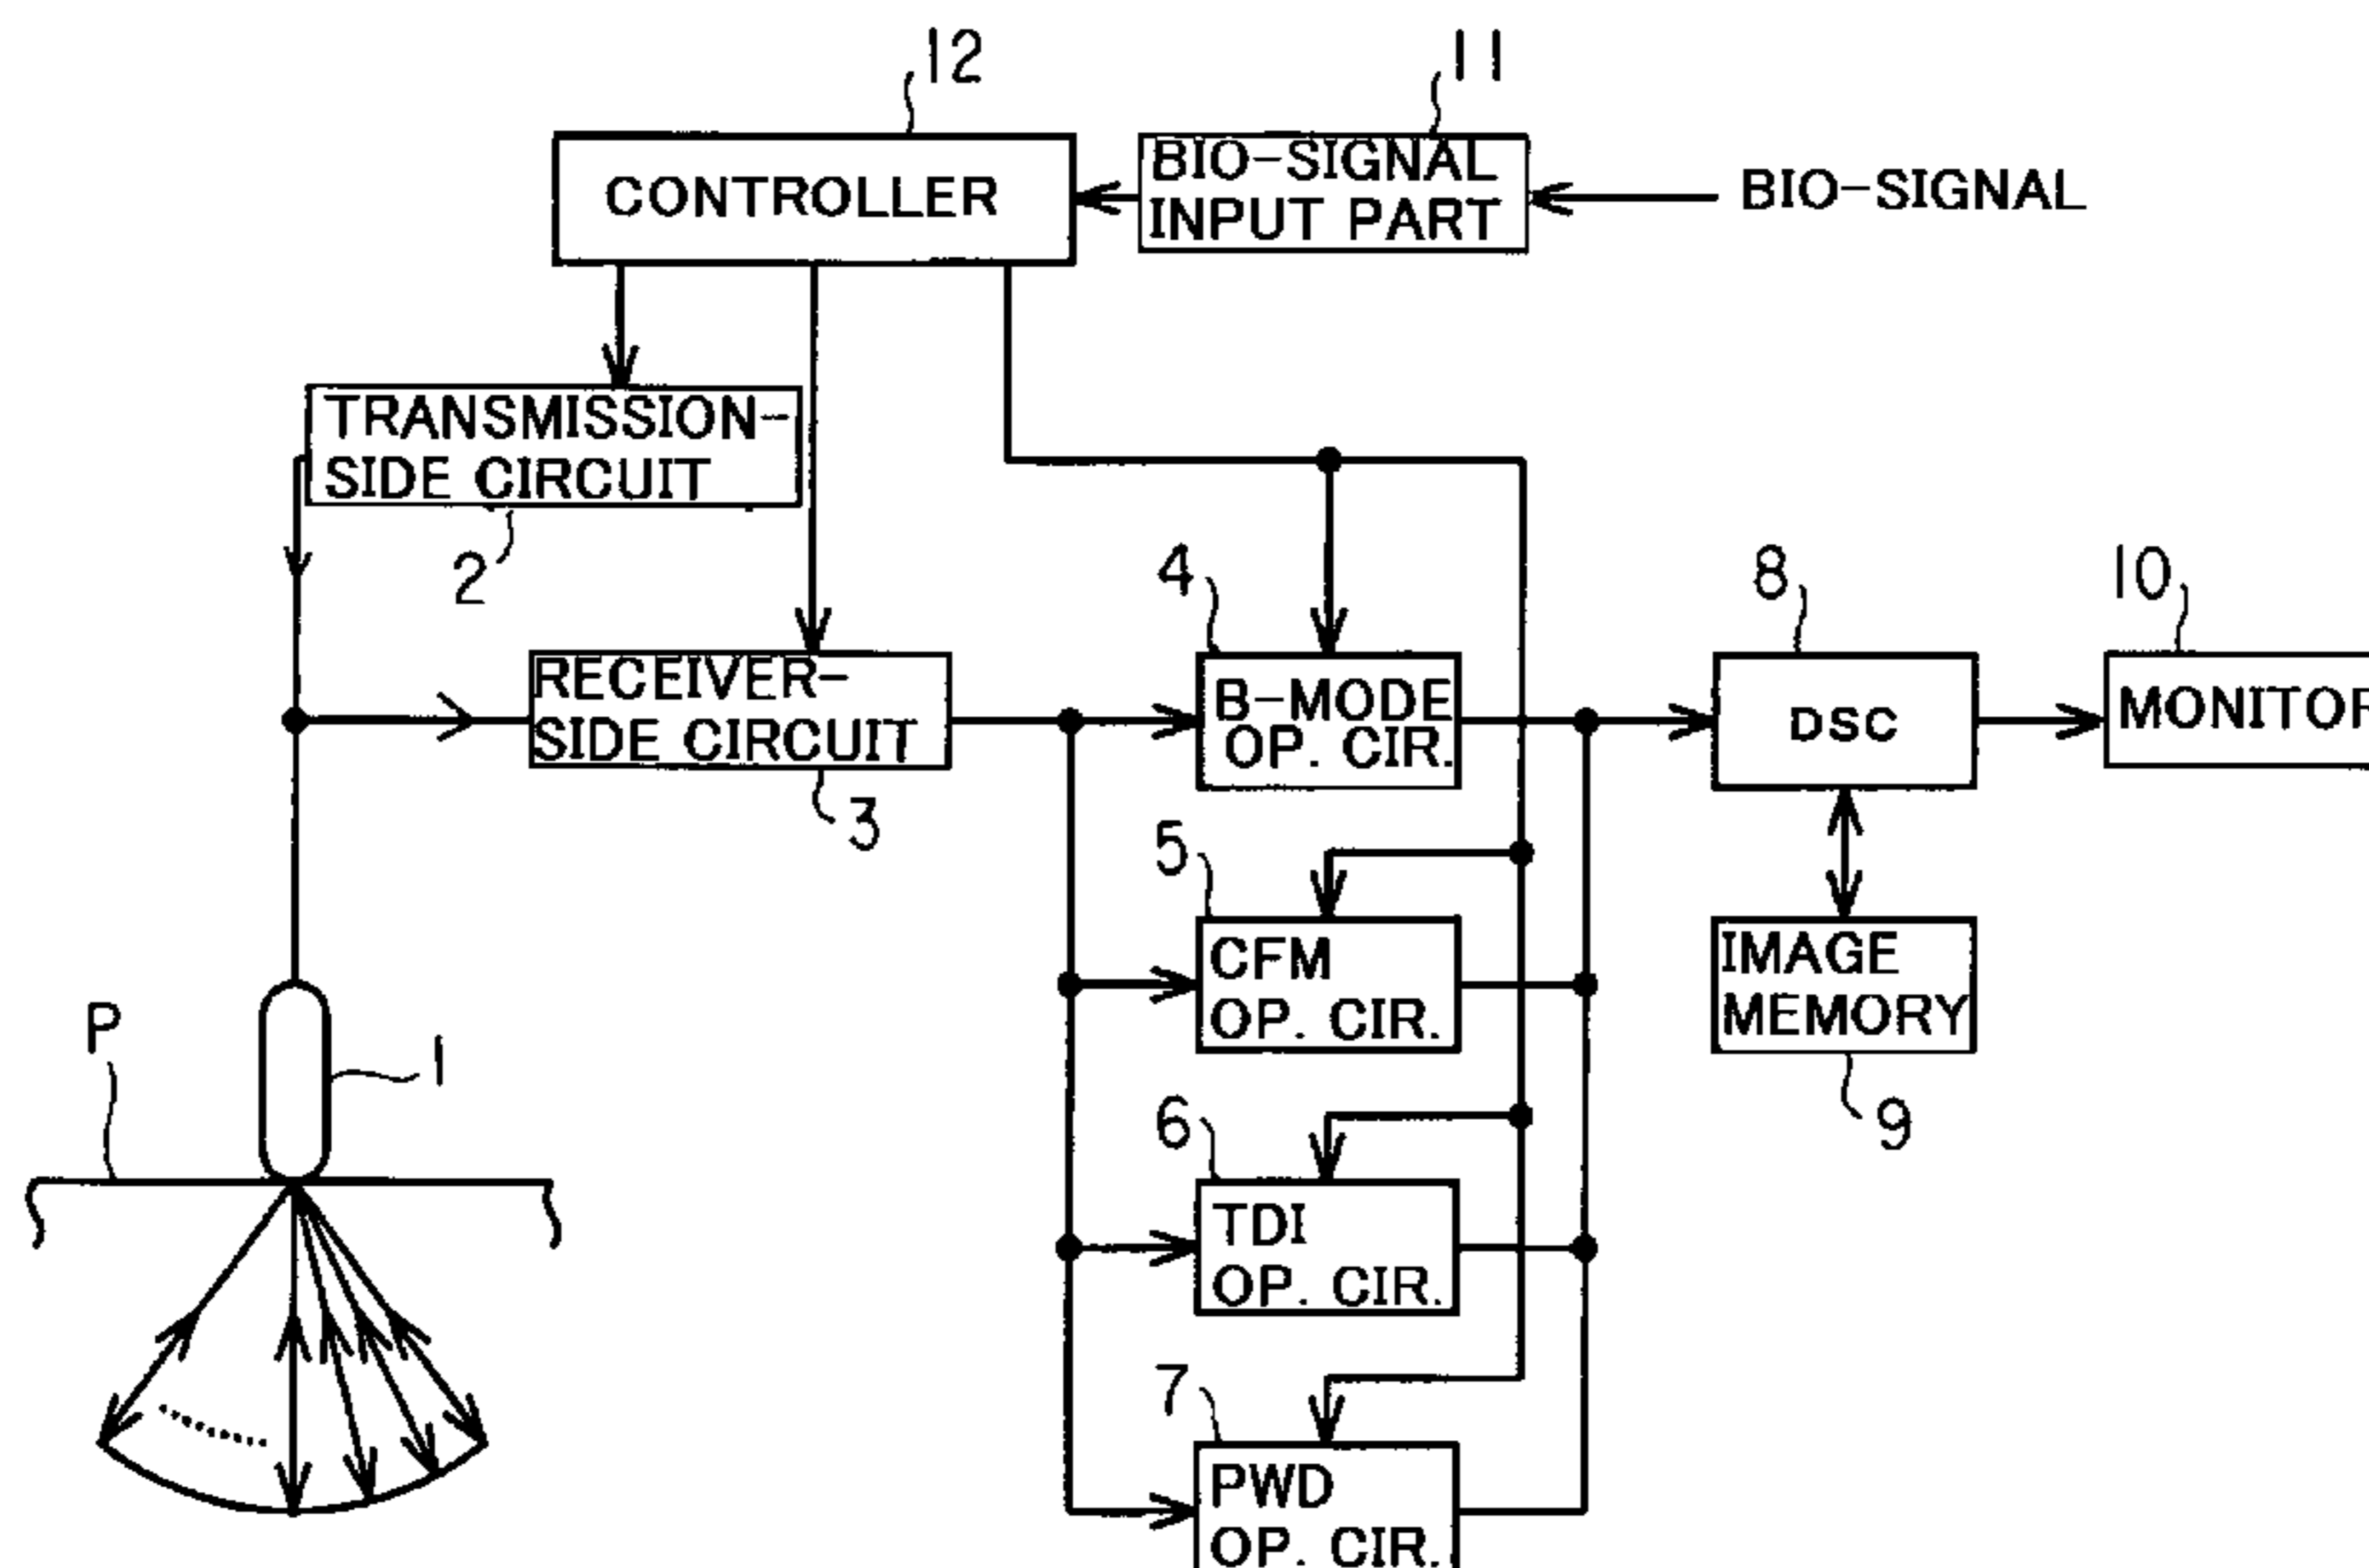 12
11
CONTROLLER
BIO-SIGNAL
INPUT PART
BIO-SIGNAL
TRANSMISSION-
SIDE CIRCUIT
2
4
8
10
RECEIVER-
SIDE CIRCUIT
3
B-MODE
OP. CIR.
DSC
MONITOR
5
CFM
OP. CIR.
IMAGE
MEMORY
9
P
1
6
TDI
OP. CIR.
7
PWD
OP. CIR.